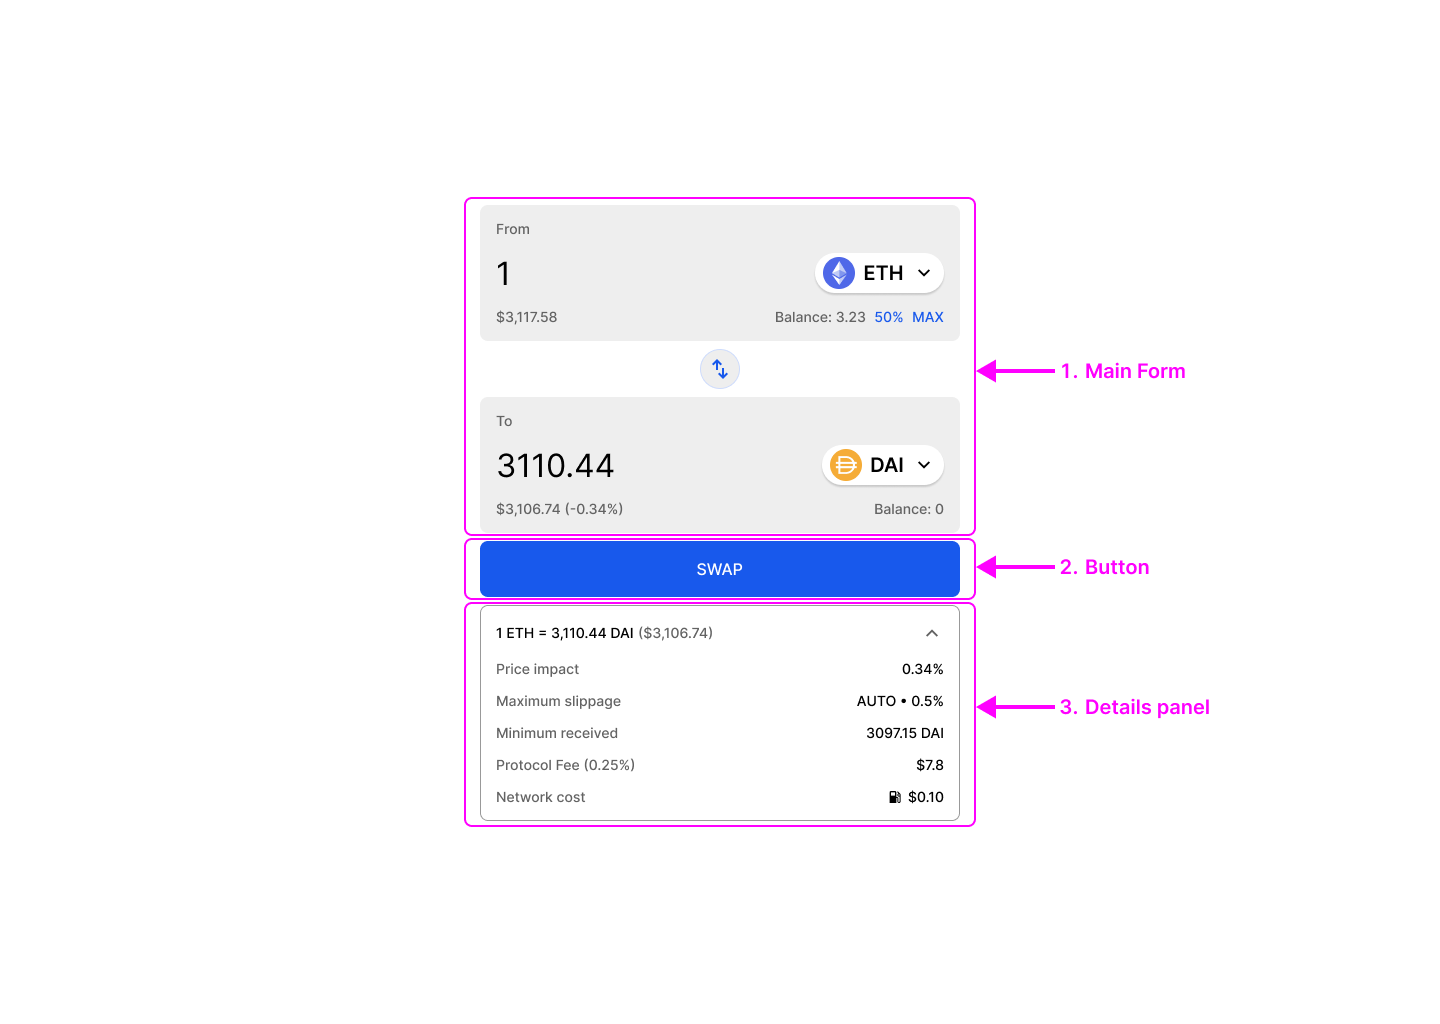 From
1
ETH
$3,117.58
Balance: 3.23 50% MAX
1. Main Form
To
3110.44
DAI
$3,106.74 (-0.34%)
Balance: 0
SWAP
2. Button
1 ETH = 3,110.44 DAI ($3,106.74)
Price impact 0.34%
Maximum slippage AUTO • 0.5%
3. Details panel
Minimum received 3097.15 DAI
Protocol Fee (0.25%) $7.8
Network cost $0.10